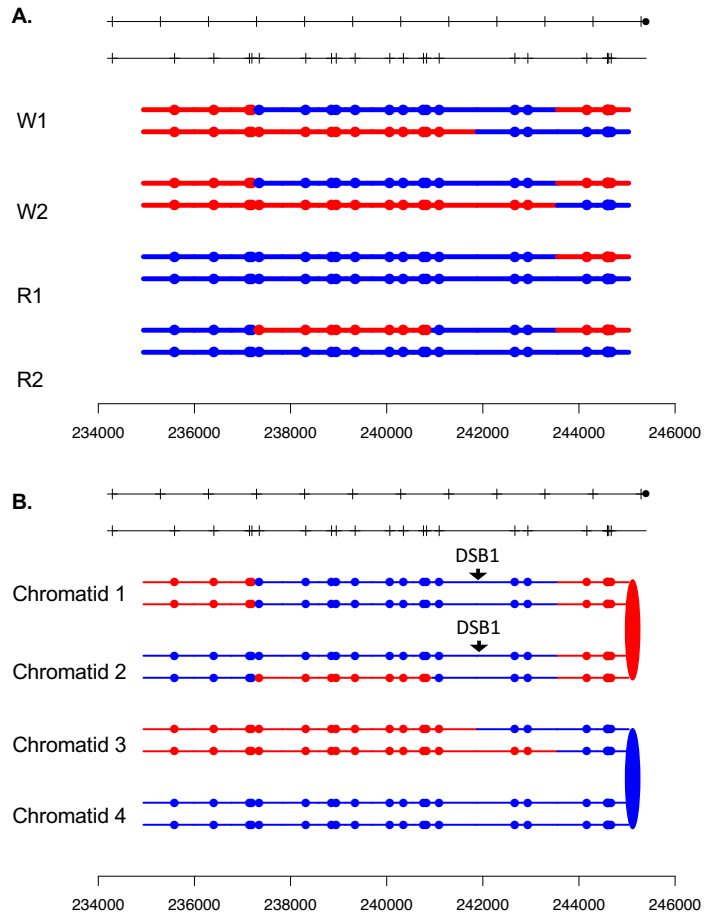 A.
W1
W2
R1
R2
234000 236000 238000 240000 242000 244000 246000
B.
DSB1
Chromatid 1
DSB1
Chromatid 2
Chromatid 3
Chromatid 4
234000 236000 238000 240000 242000 244000 246000